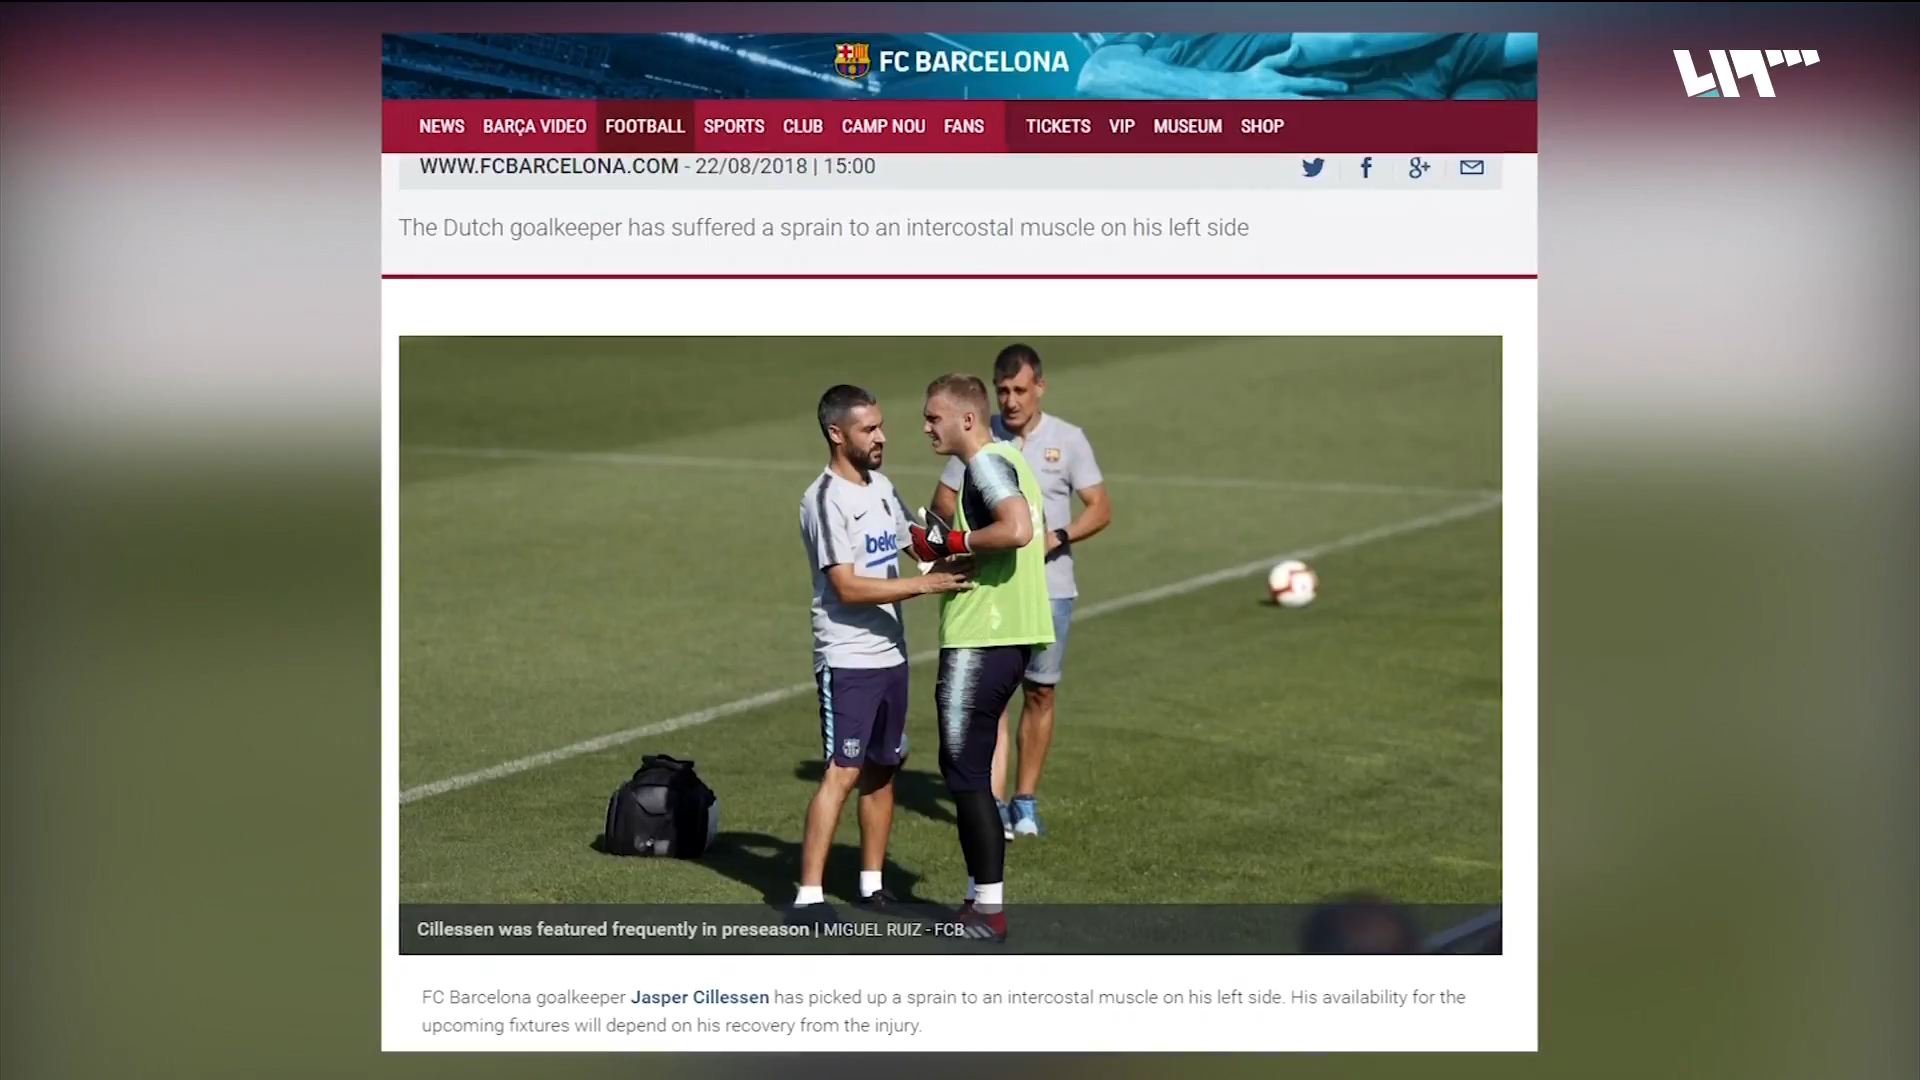 FC BARCELONA
NEWS BARÇA VIDEO FOOTBALL SPORTS CLUB CAMP NOU FANS TICKETS VIP MUSEUM SHOP
WWW.FCBARCELONA.COM - 22/08/2018 | 15:00
The Dutch goalkeeper has suffered a sprain to an intercostal muscle on his left side
beko
Cillessen was featured frequently in preseason | MIGUEL RUIZ - FCB
FC Barcelona goalkeeper Jasper Cillessen has picked up a sprain to an intercostal muscle on his left side. His availability for the
upcoming fixtures will depend on his recovery from the injury.